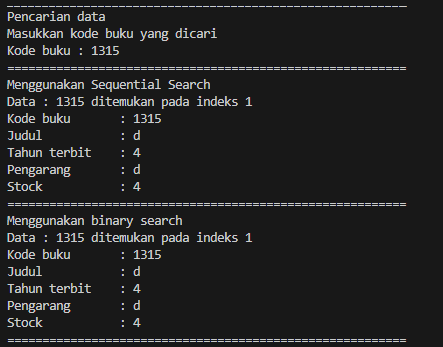 Pencarian data
Masukkan kode buku yang dicari
Kode buku : 1315
=========================================================
Menggunakan Sequential Search
Data : 1315 ditemukan pada indeks 1
Kode buku       : 1315
Judul           : d
Tahun terbit    : 4
Pengarang       : d
Stock           : 4
=========================================================
Menggunakan binary search
Data : 1315 ditemukan pada indeks 1
Kode buku       : 1315
Judul           : d
Tahun terbit    : 4
Pengarang       : d
Stock           : 4
=========================================================